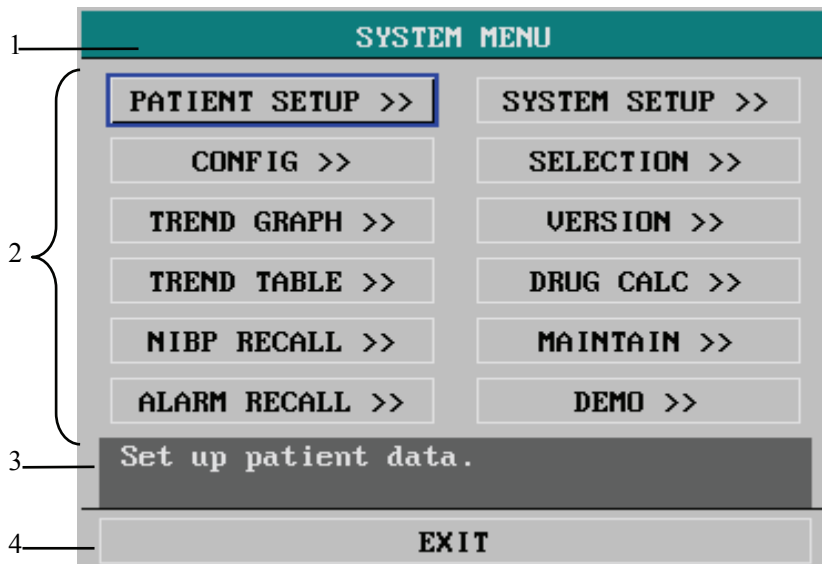 1
SYSTEM MENU
2
PATIENT SETUP >> SYSTEM SETUP >>
CONFIG >> SELECTION >>
TREND GRAPH >> VERSION >>
TREND TABLE >> DRUG CALC >>
NIBP RECALL >> MAINTAIN >>
ALARM RECALL >> DEMO >>
3
Set up patient data.
4
EXIT